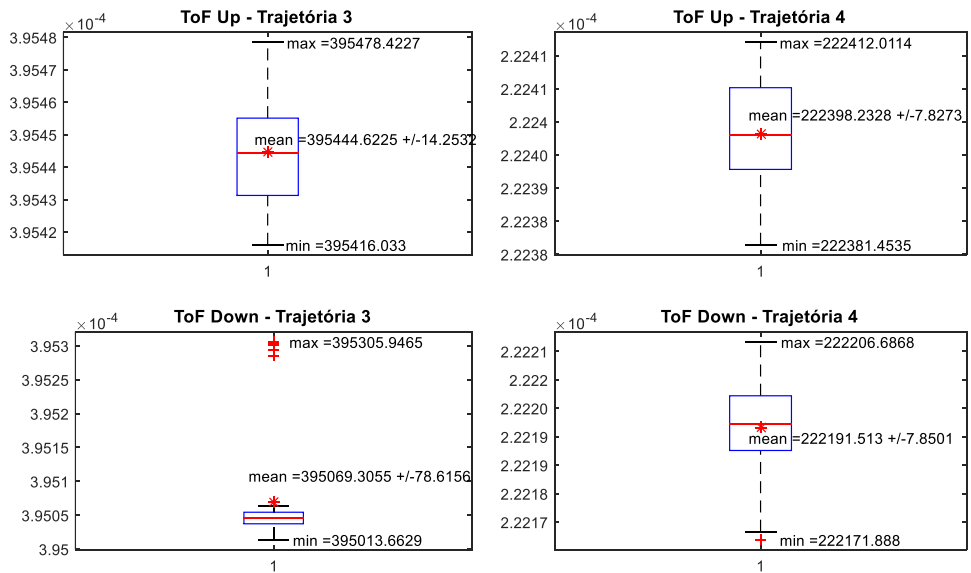 ToF Up - Trajetória 3
×10⁻⁴
3.9548
3.9547
3.9546
3.9545
3.9544
3.9543
3.9542
max =395478.4227
mean =395444.6225 +/-14.2532
min =395416.033
1
ToF Up - Trajetória 4
×10⁻⁴
2.2241
2.2241
2.224
2.2240
2.2239
2.2238
2.2238
max =222412.0114
mean =222398.2328 +/-7.8273
min =222381.4535
1
ToF Down - Trajetória 3
×10⁻⁴
3.953
3.9525
3.952
3.9515
3.951
3.9505
3.95
max =395305.9465
mean =395069.3055 +/-78.6156
min =395013.6629
1
ToF Down - Trajetória 4
×10⁻⁴
2.2221
2.222
2.2220
2.2219
2.2219
2.2218
2.2217
max =222206.6868
mean =222191.513 +/-7.8501
min =222171.888
1